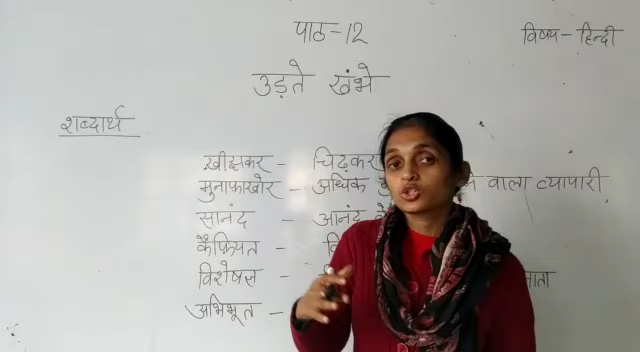 पाठ-12
विषय - हिन्दी
उड़ते खंभे
शब्दार्थ
खीझकर - चिढ़कर
मुनाफाखोर - अधिक वाला व्यापारी
सानंद - आनंद
कैफियत -
विशेषज्ञ -
अभिभूत -